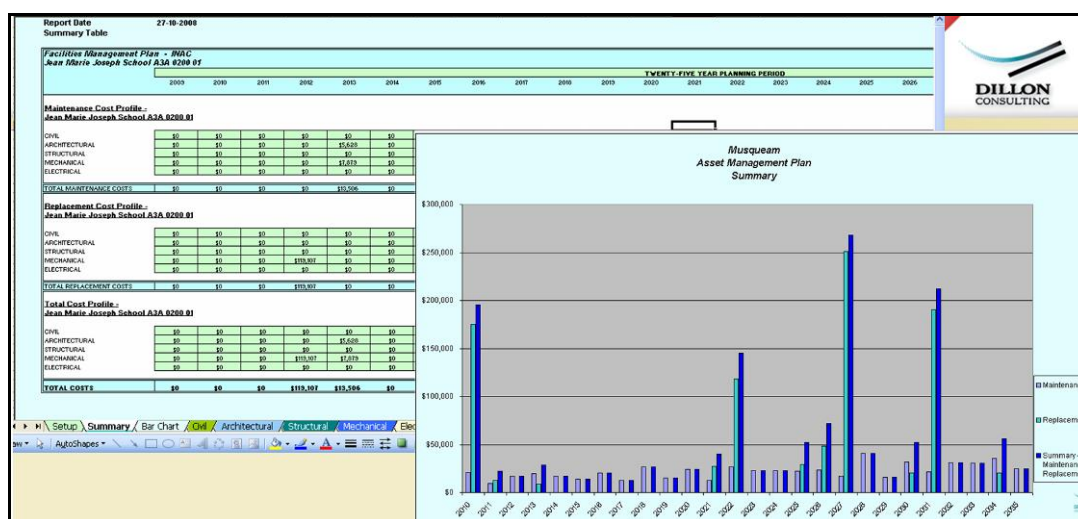 Report Date 27-10-2008
Summary Table
Facilities Management Plan - INAC
Jean Marie Joseph School A3A 0200 01
TWENTY-FIVE YEAR PLANNING PERIOD
2009 2010 2011 2012 2013 2014 2015 2016 2017 2018 2019 2020 2021 2022 2023 2024 2025 2026
Maintenance Cost Profile -
Jean Marie Joseph School A3A 0200 01
CIVIL $0 $0 $0 $0 $0 $0
ARCHITECTURAL $0 $0 $0 $0 $5,628 $0
STRUCTURAL $0 $0 $0 $0 $0 $0
MECHANICAL $0 $0 $0 $0 $7,879 $0
ELECTRICAL $0 $0 $0 $0 $0 $0
TOTAL MAINTENANCE COSTS $0 $0 $0 $0 $13,506 $0
Replacement Cost Profile -
Jean Marie Joseph School A3A 0200 01
CIVIL $0 $0 $0 $0 $0 $0
ARCHITECTURAL $0 $0 $0 $0 $0 $0
STRUCTURAL $0 $0 $0 $0 $0 $0
MECHANICAL $0 $0 $0 $119,107 $0 $0
ELECTRICAL $0 $0 $0 $0 $0 $0
TOTAL REPLACEMENT COSTS $0 $0 $0 $119,107 $0 $0
Total Cost Profile -
Jean Marie Joseph School A3A 0200 01
CIVIL $0 $0 $0 $0 $0 $0
ARCHITECTURAL $0 $0 $0 $0 $5,628 $0
STRUCTURAL $0 $0 $0 $0 $0 $0
MECHANICAL $0 $0 $0 $119,107 $7,879 $0
ELECTRICAL $0 $0 $0 $0 $0 $0
TOTAL COSTS $0 $0 $0 $119,107 $13,506 $0
Setup Summary Bar Chart Civil Architectural Structural Mechanical Elec
aw AutoShapes
DILLON
CONSULTING
Musqueam
Asset Management Plan
Summary
$300,000
$250,000
$200,000
$150,000
$100,000
$50,000
$0
2010 2011 2012 2013 2014 2015 2016 2017 2018 2019 2020 2021 2022 2023 2024 2025 2026 2027 2028 2029 2030 2031 2032 2033 2034 2035
Maintenan
Replacem
Summary
Maintenan
Replacem